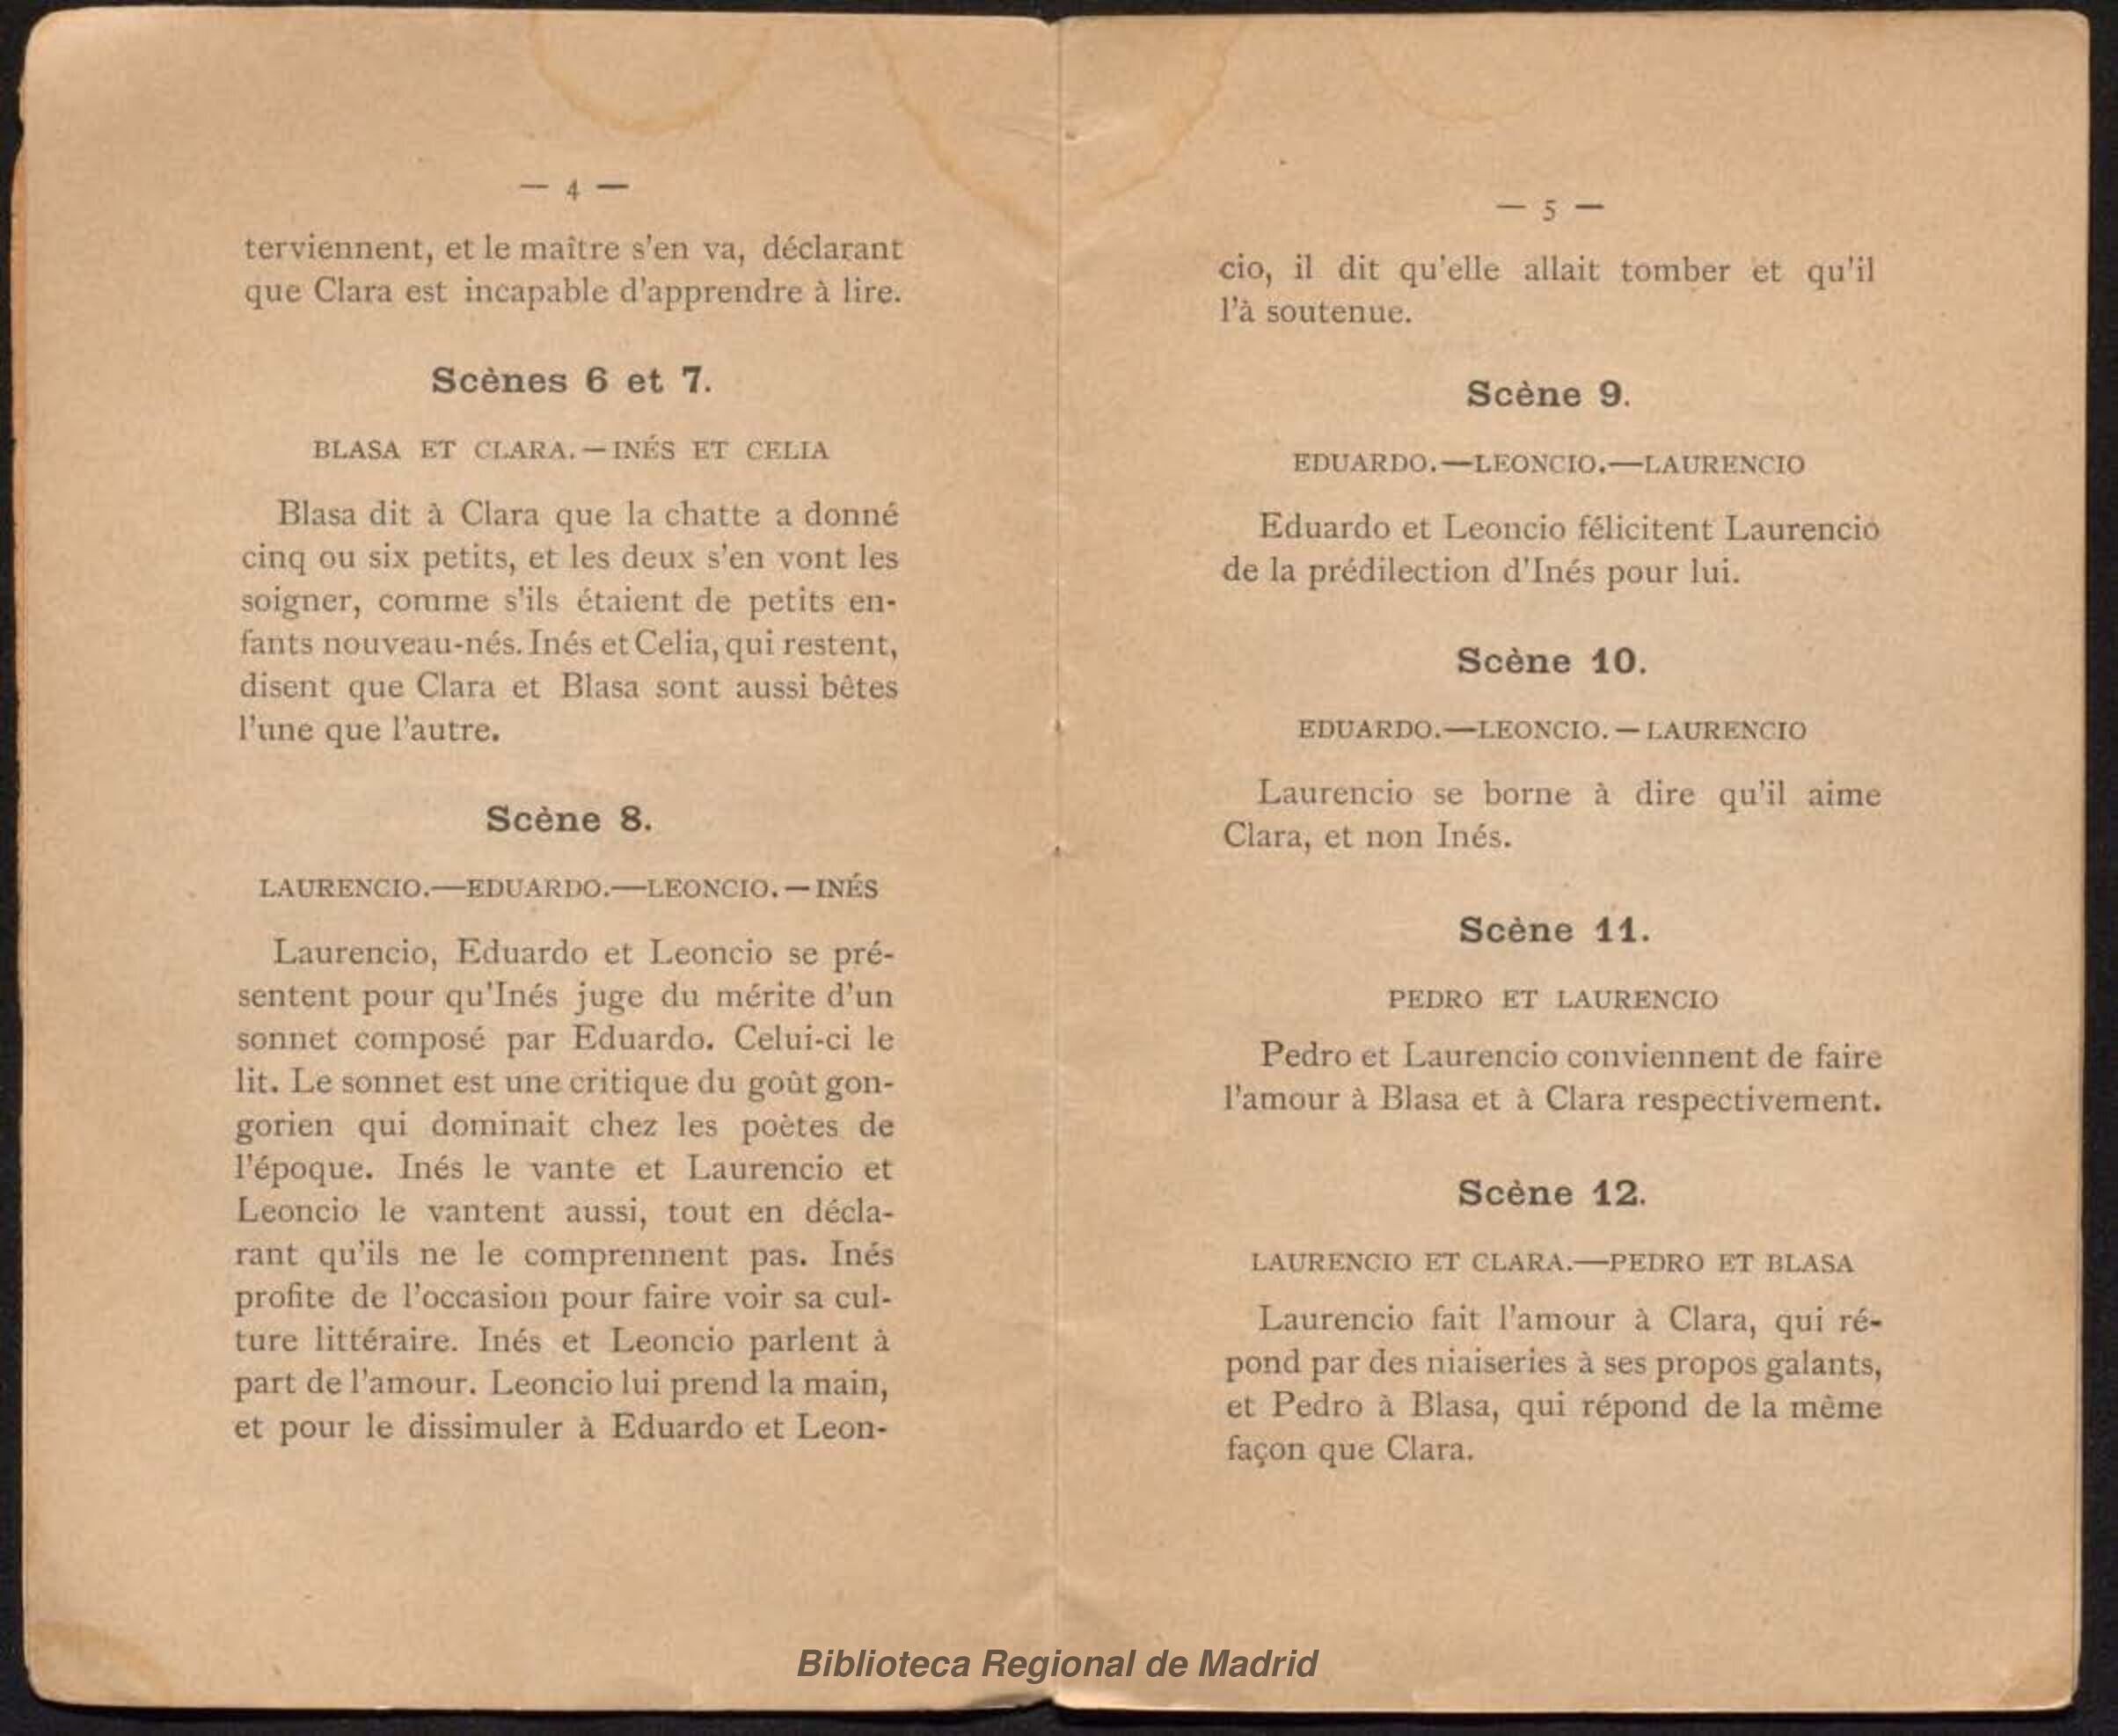 — 4 —
terviennent, et le maître s'en va, déclarant
que Clara est incapable d'apprendre à lire.
Scènes 6 et 7.
BLASA ET CLARA.—INÉS ET CELIA
Blasa dit à Clara que la chatte a donné
cinq ou six petits, et les deux s'en vont les
soigner, comme s'ils étaient de petits en-
fants nouveau-nés. Inés et Celia, qui restent,
disent que Clara et Blasa sont aussi bêtes
l'une que l'autre.
Scène 8.
LAURENCIO.—EDUARDO.—LEONCIO.—INÉS
Laurencio, Eduardo et Leoncio se pré-
sentent pour qu'Inés juge du mérite d'un
sonnet composé par Eduardo. Celui-ci le
lit. Le sonnet est une critique du goût gon-
gorien qui dominait chez les poètes de
l'époque. Inés le vante et Laurencio et
Leoncio le vantent aussi, tout en décla-
rant qu'ils ne le comprennent pas. Inés
profite de l'occasion pour faire voir sa cul-
ture littéraire. Inés et Leoncio parlent à
part de l'amour. Leoncio lui prend la main,
et pour le dissimuler à Eduardo et Leon-
— 5 —
cio, il dit qu'elle allait tomber et qu'il
l'à soutenue.
Scène 9.
EDUARDO.—LEONCIO.—LAURENCIO
Eduardo et Leoncio félicitent Laurencio
de la prédilection d'Inés pour lui.
Scène 10.
EDUARDO.—LEONCIO.—LAURENCIO
Laurencio se borne à dire qu'il aime
Clara, et non Inés.
Scène 11.
PEDRO ET LAURENCIO
Pedro et Laurencio conviennent de faire
l'amour à Blasa et à Clara respectivement.
Scène 12.
LAURENCIO ET CLARA.—PEDRO ET BLASA
Laurencio fait l'amour à Clara, qui ré-
pond par des niaiseries à ses propos galants,
et Pedro à Blasa, qui répond de la même
façon que Clara.
Biblioteca Regional de Madrid